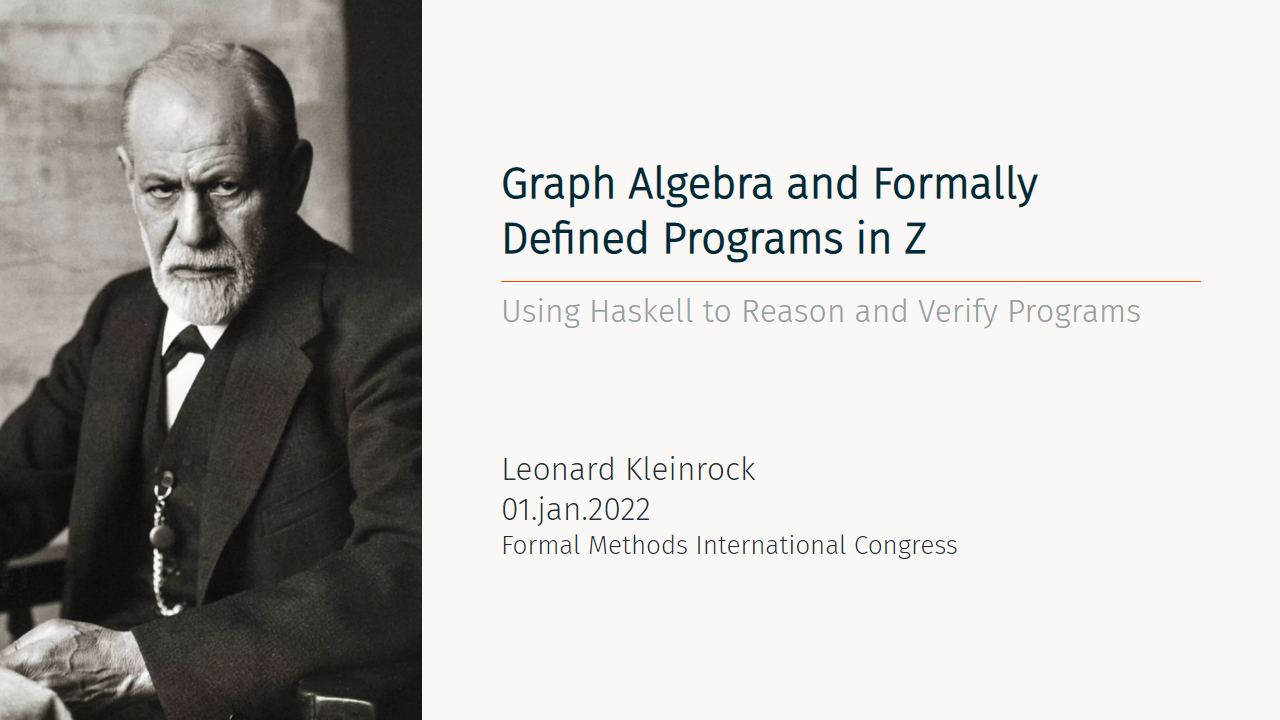 Graph Algebra and Formally
Defined Programs in Z
Using Haskell to Reason and Verify Programs
Leonard Kleinrock
01.jan.2022
Formal Methods International Congress